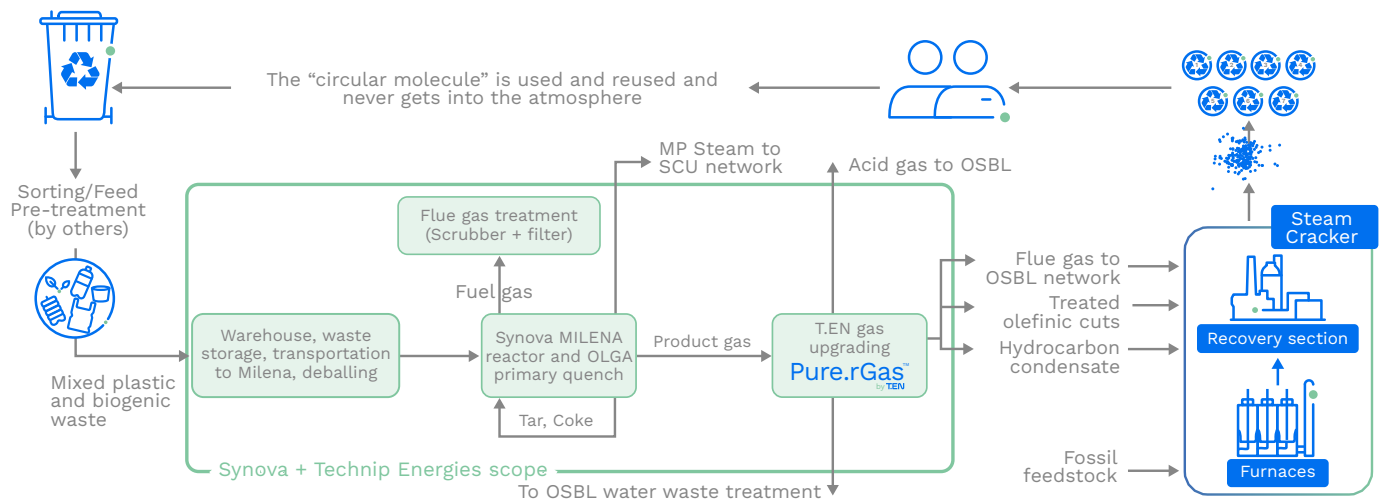 The “circular molecule” is used and reused and
never gets into the atmosphere
MP Steam to
SCU network
Acid gas to OSBL
Sorting/Feed
Pre-treatment
(by others)
Flue gas treatment
(Scrubber + filter)
Fuel gas
Steam
Cracker
Flue gas to
OSBL network
Treated
olefinic cuts
Hydrocarbon
condensate
Recovery section
Warehouse, waste
storage, transportation
to Milena, deballing
Synova MILENA
reactor and OLGA
primary quench
Product gas
T.EN gas
upgrading
Pure.rGas™
by T.EN
Mixed plastic
and biogenic
waste
Tar, Coke
Synova + Technip Energies scope
To OSBL water waste treatment
Fossil
feedstock
Furnaces